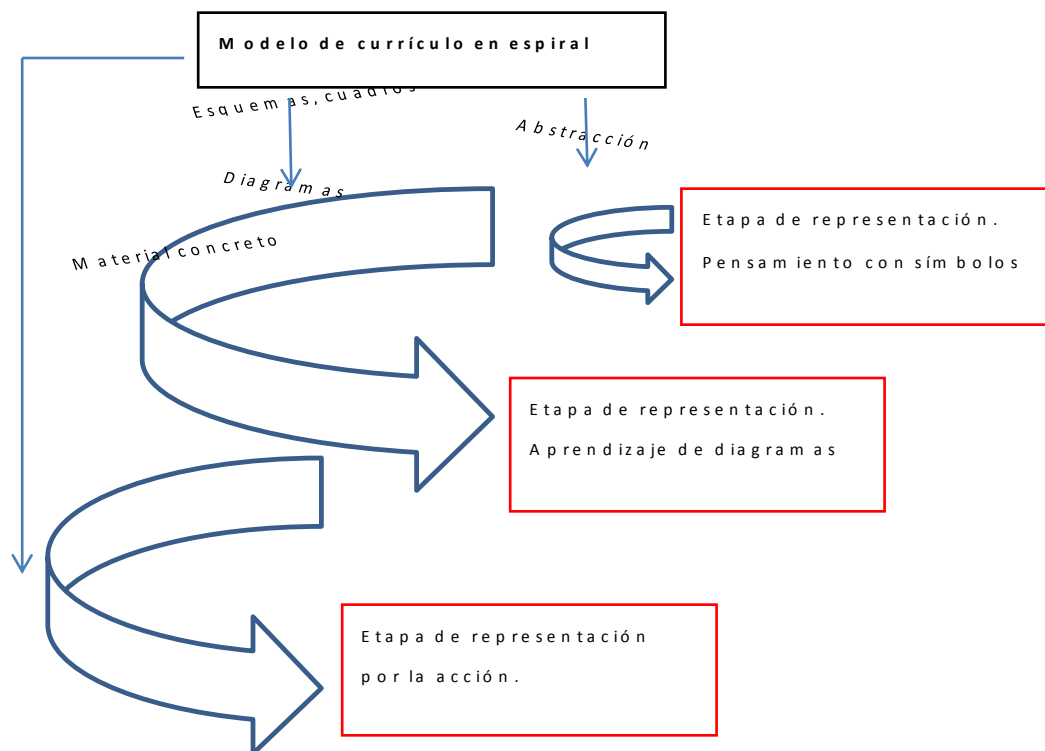 Modelo de currículo en espiral
Esquemas, cuadros
Abstracción
Diagramas
Material concreto
Etapa de representación.
Pensamiento con símbolos
Etapa de representación.
Aprendizaje de diagramas
Etapa de representación
por la acción.